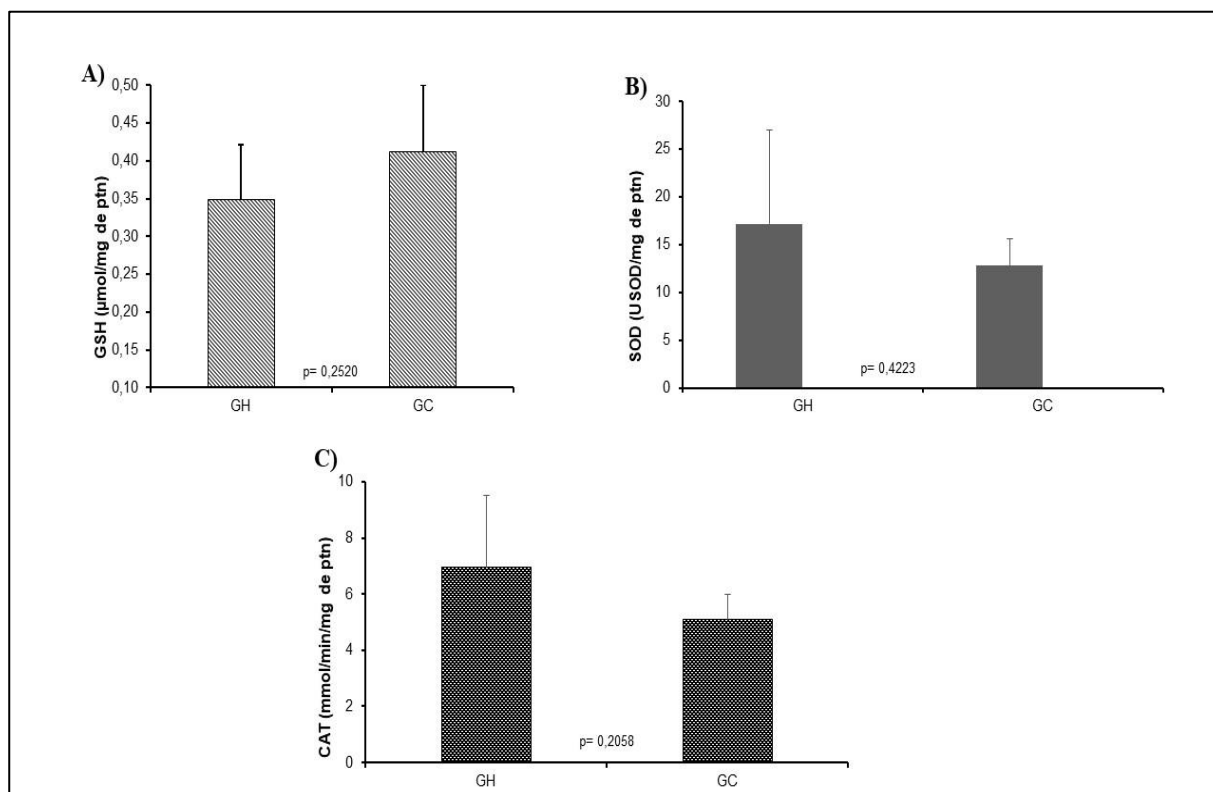 A)
GSH (µmol/mg de ptn)
0,50
0,45
0,40
0,35
0,30
0,25
0,20
0,15
0,10
p= 0,2520
GH GC
B)
SOD (USOD/mg de ptn)
30
25
20
15
10
5
0
p= 0,4223
GH GC
C)
CAT (mmol/min/mg de ptn)
10
8
6
4
2
0
p= 0,2058
GH GC